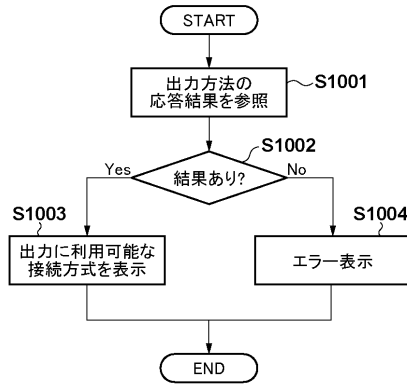 START
出力方法の
応答結果を参照
S1001
S1002
結果あり?
Yes
No
S1003
出力に利用可能な
接続方式を表示
S1004
エラー表示
END